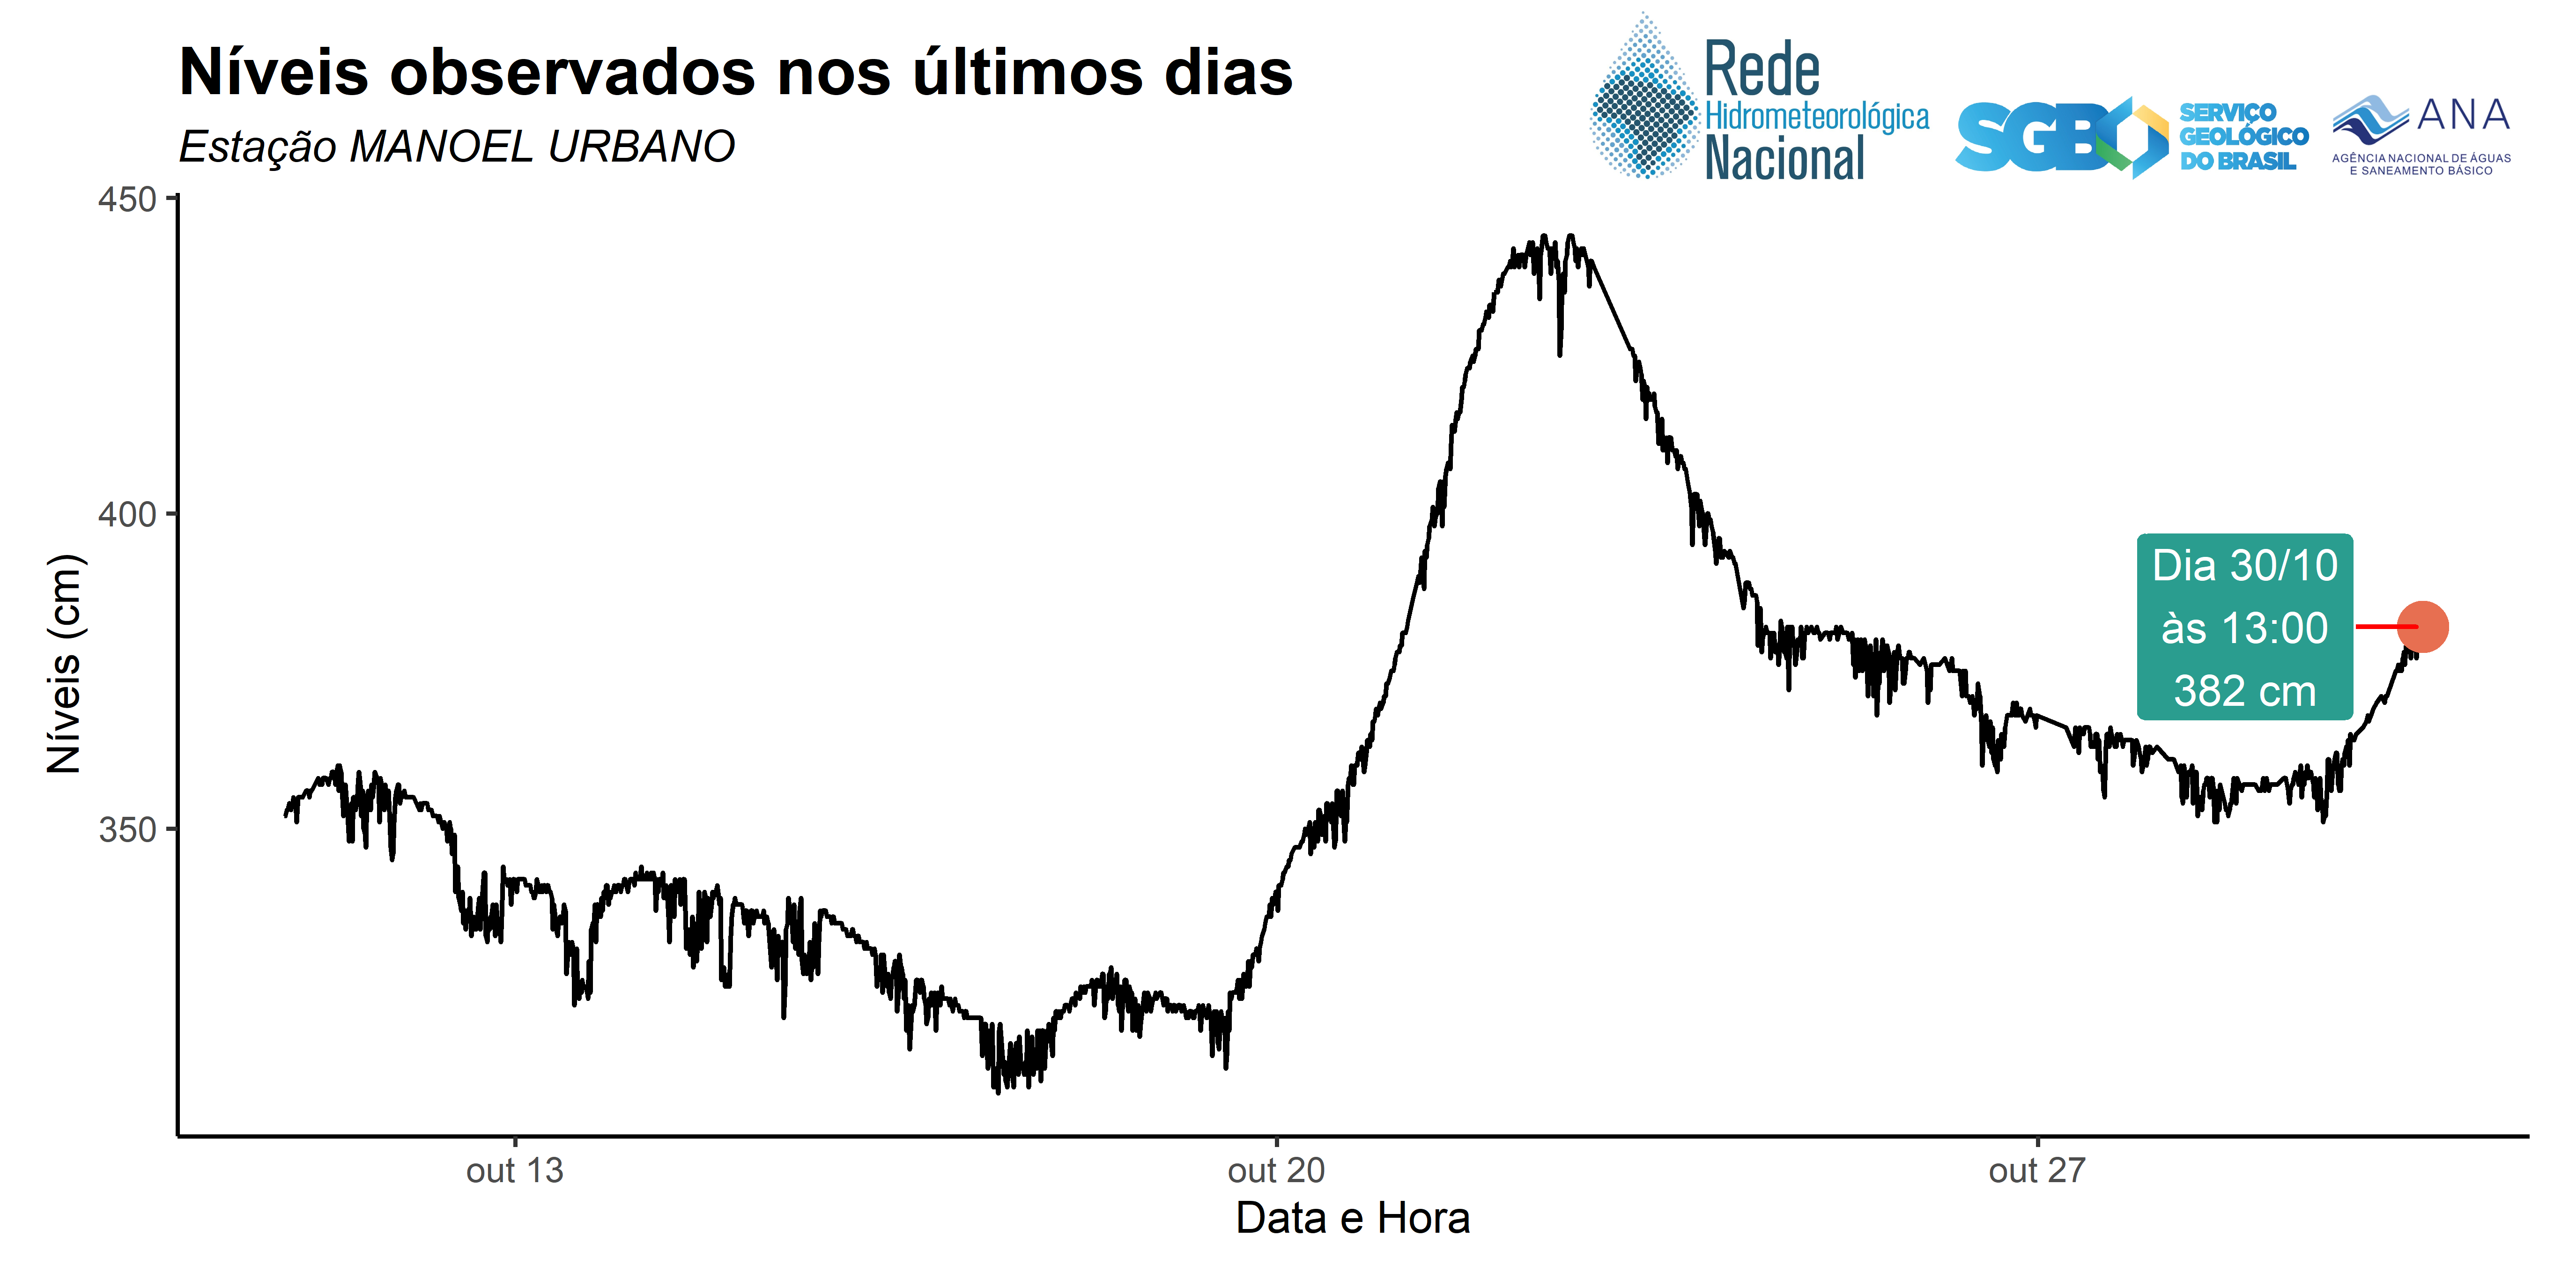 Níveis observados nos últimos dias
Estação MANOEL URBANO
Rede
Hidrometeorológica
Nacional
SGB
SERVIÇO
GEOLÓGICO
DO BRASIL
ANA
AGÊNCIA NACIONAL DE ÁGUAS
E SANEAMENTO BÁSICO
450
400
350
Níveis (cm)
Dia 30/10
às 13:00
382 cm
out 13
out 20
out 27
Data e Hora